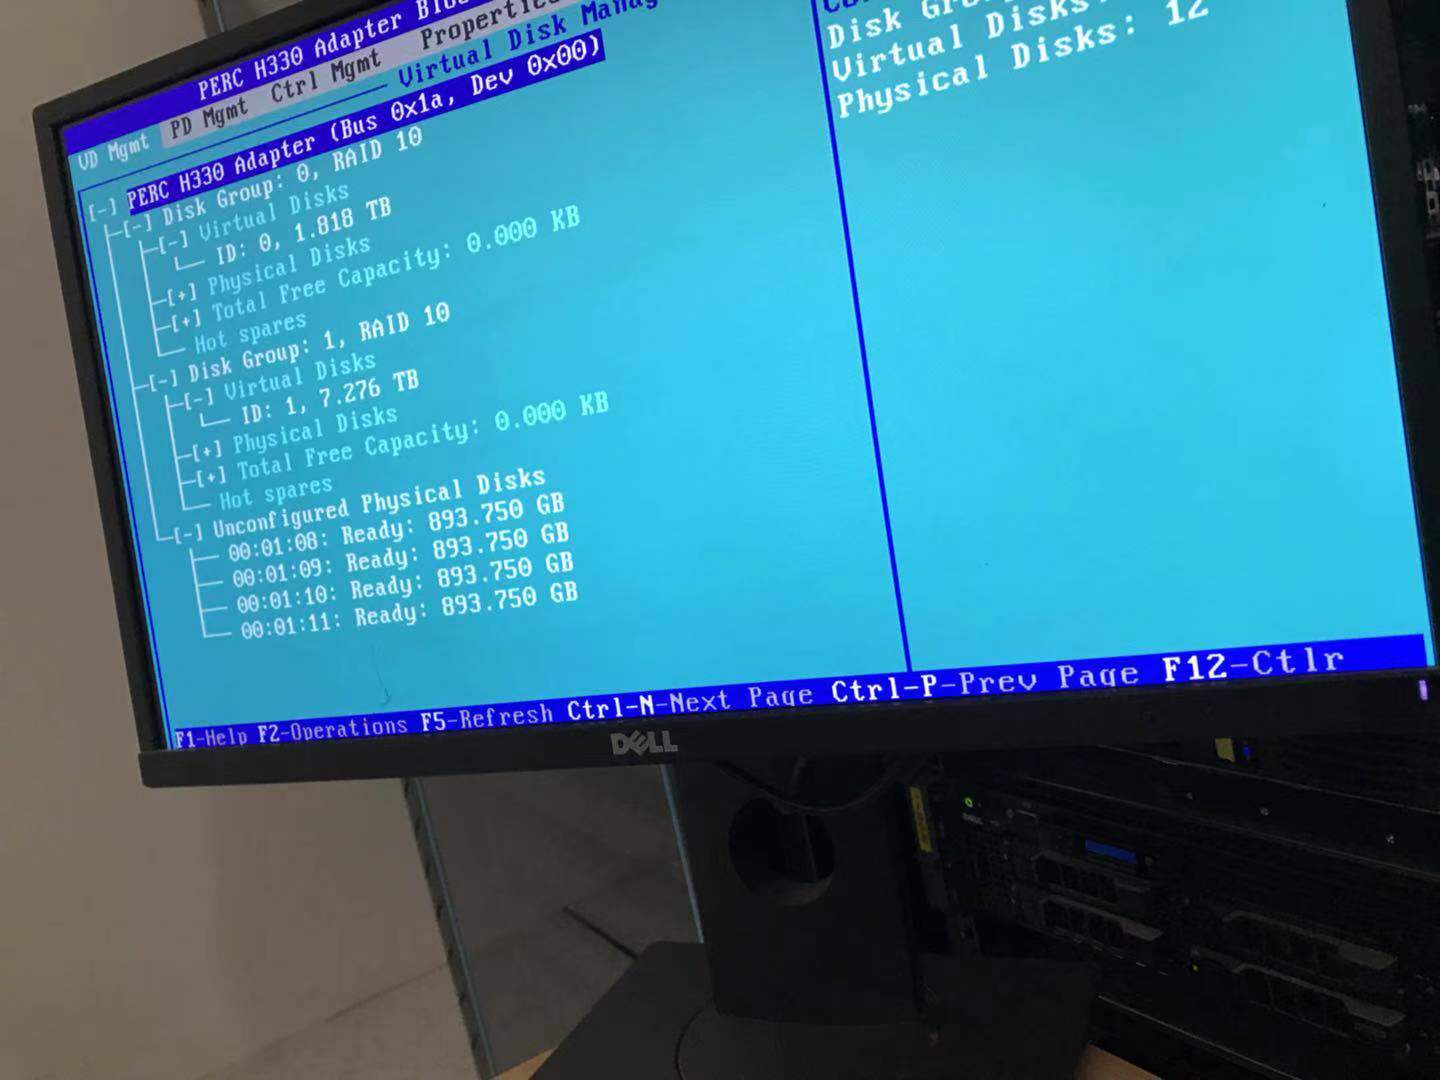 PERC H330 Adapter
VD Mgmt PD Mgmt Ctrl Mgmt
Virtual Disk
[-] PERC H330 Adapter (Bus 0x1a, Dev 0x00)
[-] Disk Group: 0, RAID 10
[-] Virtual Disks
ID: 0, 1.818 TB
[+] Physical Disks
[+] Total Free Capacity: 0.000 KB
Hot spares
[-] Disk Group: 1, RAID 10
[-] Virtual Disks
ID: 1, 7.276 TB
[+] Physical Disks
[+] Total Free Capacity: 0.000 KB
Hot spares
[-] Unconfigured Physical Disks
00:01:08: Ready: 893.750 GB
00:01:09: Ready: 893.750 GB
00:01:10: Ready: 893.750 GB
00:01:11: Ready: 893.750 GB
Disk
Virtual Disks:
Physical Disks: 12
F1-Help F2-Operations F5-Refresh Ctrl-N-Next Page Ctrl-P-Prev Page F12-Ctlr
DELL